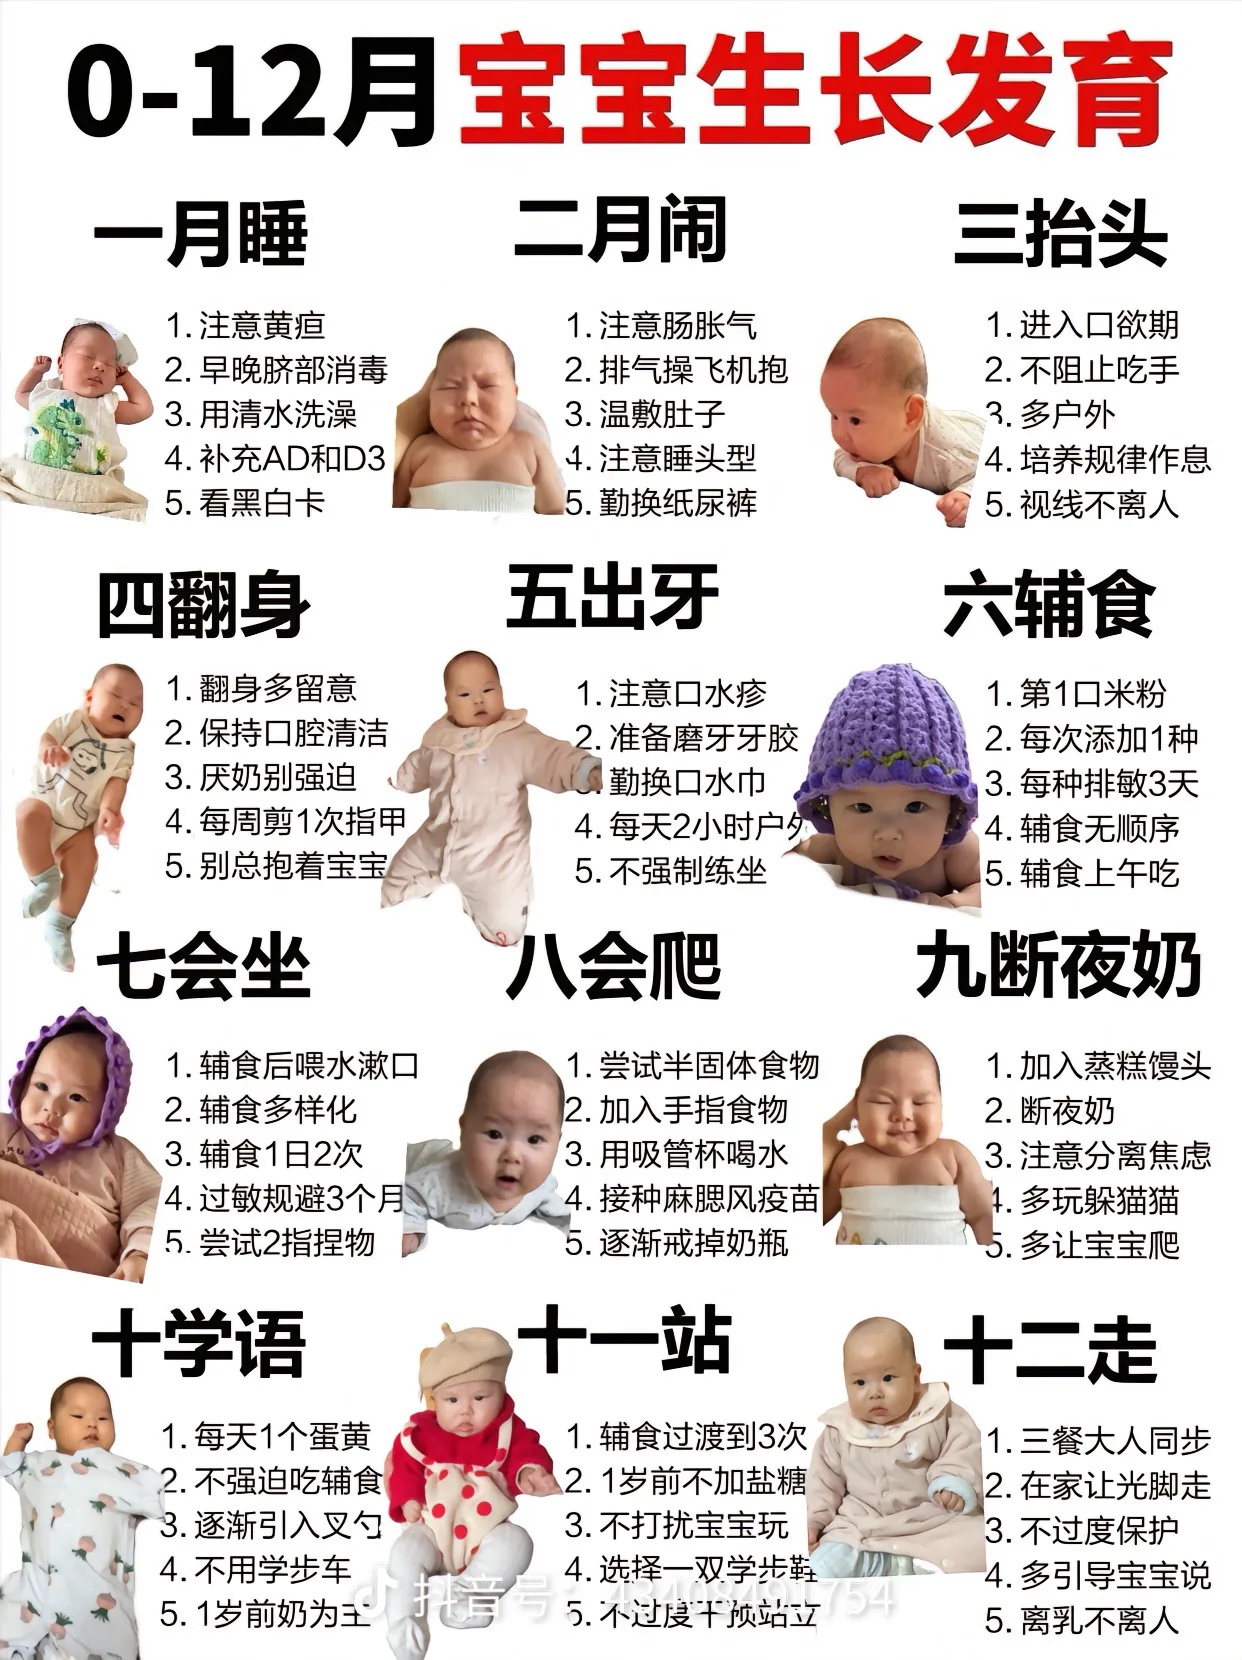 0-12月宝宝生长发育
一月睡
1. 注意黄疸
2. 早晚脐部消毒
3. 用清水洗澡
4. 补充AD和D3
5. 看黑白卡
二月闹
1. 注意肠胀气
2. 排气操飞机抱
3. 温敷肚子
4. 注意睡头型
5. 勤换纸尿裤
三抬头
1. 进入口欲期
2. 不阻止吃手
3. 多户外
4. 培养规律作息
5. 视线不离人
四翻身
1. 翻身多留意
2. 保持口腔清洁
3. 厌奶别强迫
4. 每周剪1次指甲
5. 别总抱着宝宝
五出牙
1. 注意口水疹
2. 准备磨牙牙胶
3. 勤换口水巾
4. 每天2小时户外
5. 不强制练坐
六辅食
1. 第1口米粉
2. 每次添加1种
3. 每种排敏3天
4. 辅食无顺序
5. 辅食上午吃
七会坐
1. 辅食后喂水漱口
2. 辅食多样化
3. 辅食1日2次
4. 过敏规避3个月
5. 尝试2指捏物
八会爬
1. 尝试半固体食物
2. 加入手指食物
3. 用吸管杯喝水
4. 接种麻腮风疫苗
5. 逐渐戒掉奶瓶
九断夜奶
1. 加入蒸糕馒头
2. 断夜奶
3. 注意分离焦虑
4. 多玩躲猫猫
5. 多让宝宝爬
十学语
1. 每天1个蛋黄
2. 不强迫吃辅食
3. 逐渐引入叉勺
4. 不用学步车
5. 1岁前奶为主
十一站
1. 辅食过渡到3次
2. 1岁前不加盐糖
3. 不打扰宝宝玩
4. 选择一双学步鞋
5. 不过度干预站立
十二走
1. 三餐大人同步
2. 在家让光脚走
3. 不过度保护
4. 多引导宝宝说
5. 离乳不离人
抖音号：43408491754